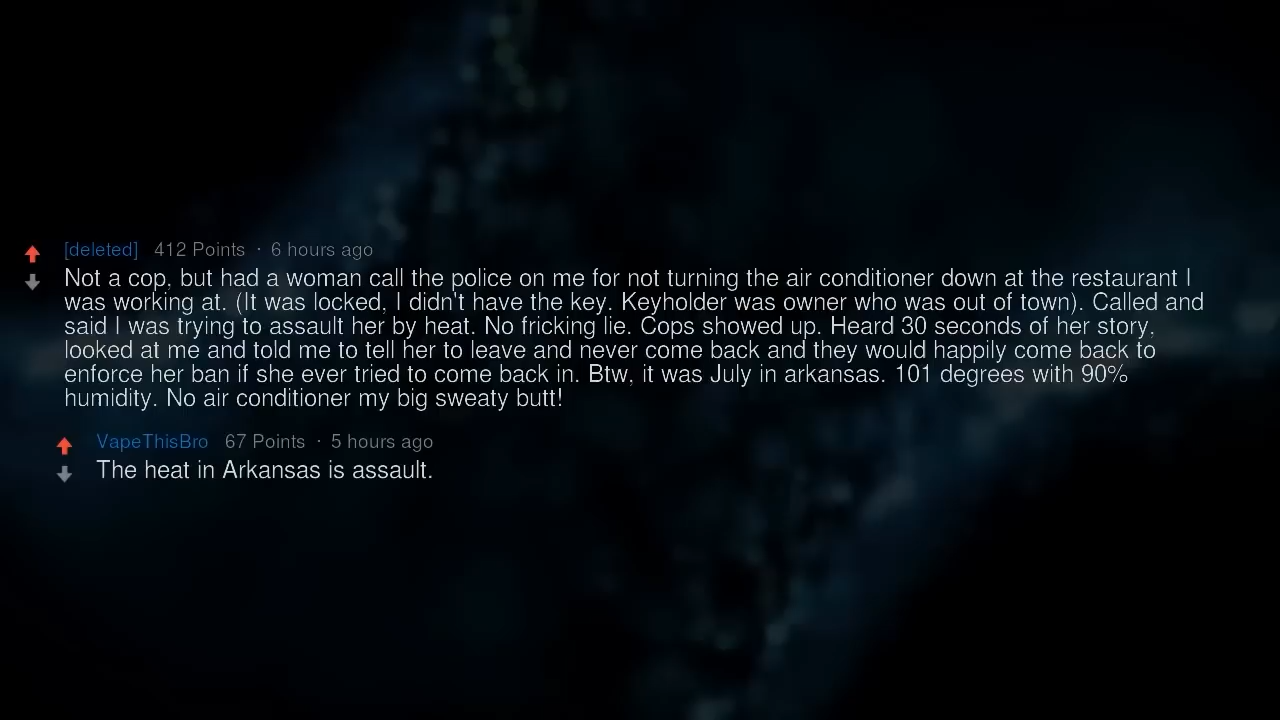 [deleted] 412 Points · 6 hours ago
Not a cop, but had a woman call the police on me for not turning the air conditioner down at the restaurant I
was working at. (It was locked, I didn't have the key. Keyholder was owner who was out of town). Called and
said I was trying to assault her by heat. No fricking lie. Cops showed up. Heard 30 seconds of her story,
looked at me and told me to tell her to leave and never come back and they would happily come back to
enforce her ban if she ever tried to come back in. Btw, it was July in arkansas. 101 degrees with 90%
humidity. No air conditioner my big sweaty butt!
VapeThisBro 67 Points · 5 hours ago
The heat in Arkansas is assault.